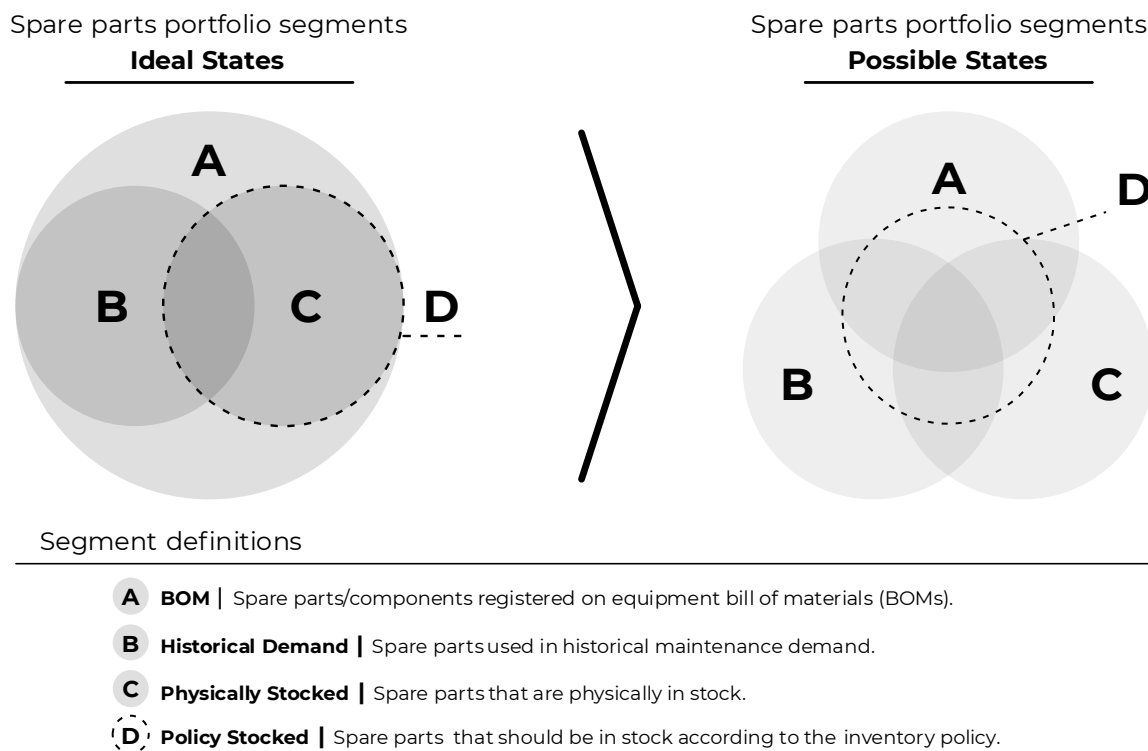 Spare parts portfolio segments
Ideal States
A
B
C
D
Spare parts portfolio segments
Possible States
A
D
B
C
Segment definitions
A BOM | Spare parts/components registered on equipment bill of materials (BOMs).
B Historical Demand | Spare parts used in historical maintenance demand.
C Physically Stocked | Spare parts that are physically in stock.
D Policy Stocked | Spare parts that should be in stock according to the inventory policy.